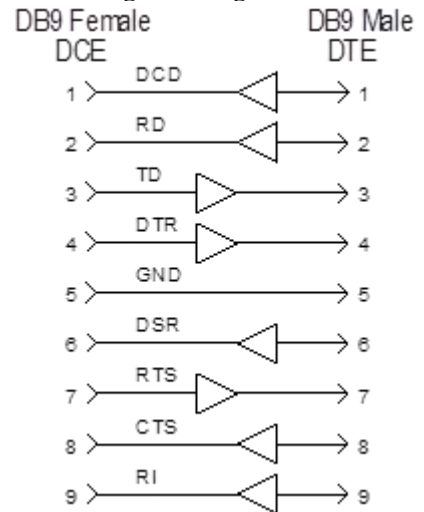 DB9 Female DB9 Male
DCE DTE
DCD
1 1
RD
2 2
TD
3 3
DTR
4 4
GND
5 5
DSR
6 6
RTS
7 7
CTS
8 8
RI
9 9